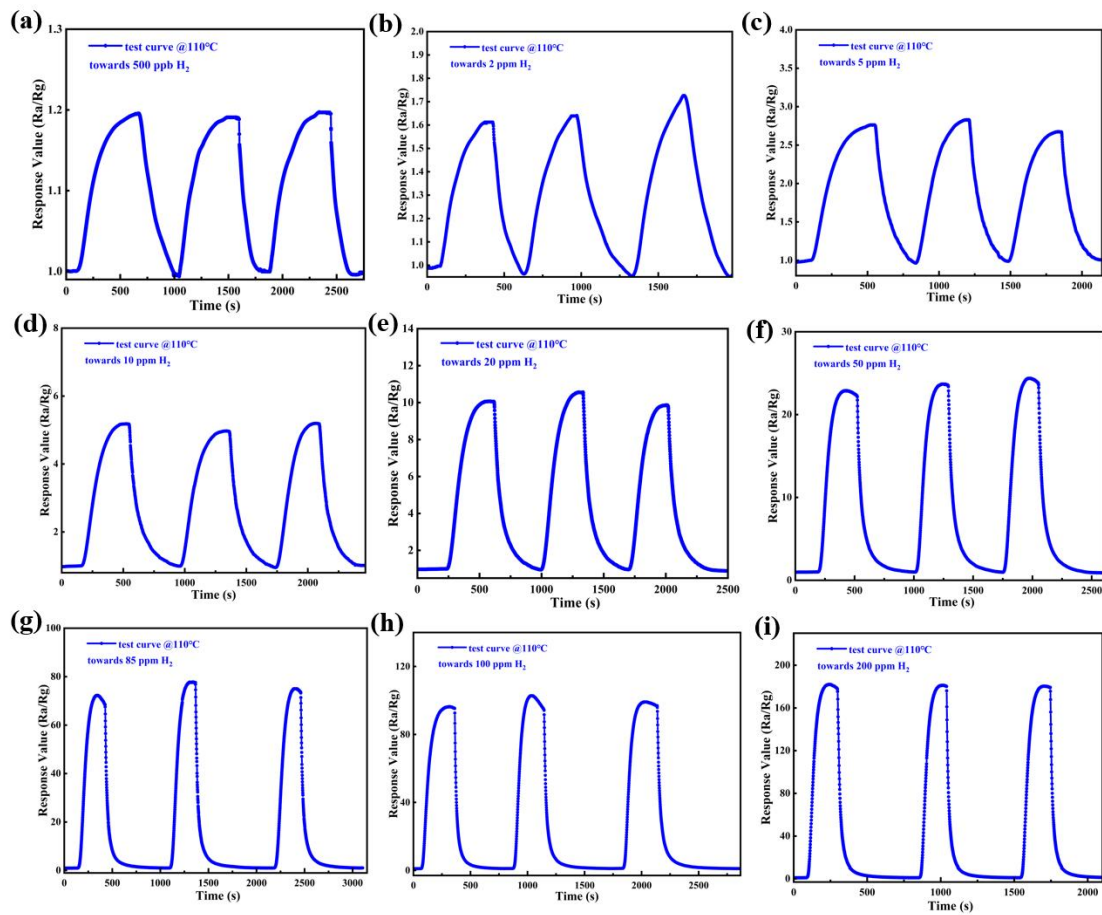 (a)
1.3
1.2
1.1
1.0
Response Value (Ra/Rg)
test curve @110℃
towards 500 ppb H₂
0 500 1000 1500 2000 2500
Time (s)
(b)
2.0
1.9
1.8
1.7
1.6
1.5
1.4
1.3
1.2
1.1
1.0
Response Value (Ra/Rg)
test curve @110℃
towards 2 ppm H₂
0 500 1000 1500
Time (s)
(c)
4.0
3.5
3.0
2.5
2.0
1.5
1.0
Response Value (Ra/Rg)
test curve @110℃
towards 5 ppm H₂
0 500 1000 1500 2000
Time (s)
(d)
8
6
4
2
Response Value (Ra/Rg)
test curve @110℃
towards 10 ppm H₂
0 500 1000 1500 2000
Time (s)
(e)
14
12
10
8
6
4
2
0
Response Value (Ra/Rg)
test curve @110℃
towards 20 ppm H₂
0 500 1000 1500 2000 2500
Time (s)
(f)
30
20
10
0
Response Value (Ra/Rg)
test curve @110℃
towards 50 ppm H₂
0 500 1000 1500 2000 2500
Time (s)
(g)
100
80
60
40
20
0
Response Value (Ra/Rg)
test curve @110℃
towards 85 ppm H₂
0 500 1000 1500 2000 2500 3000
Time (s)
(h)
120
80
40
0
Response Value (Ra/Rg)
test curve @110℃
towards 100 ppm H₂
0 500 1000 1500 2000 2500
Time (s)
(i)
210
180
150
120
90
60
30
0
Response Value (Ra/Rg)
test curve @110℃
towards 200 ppm H₂
0 500 1000 1500 2000
Time (s)